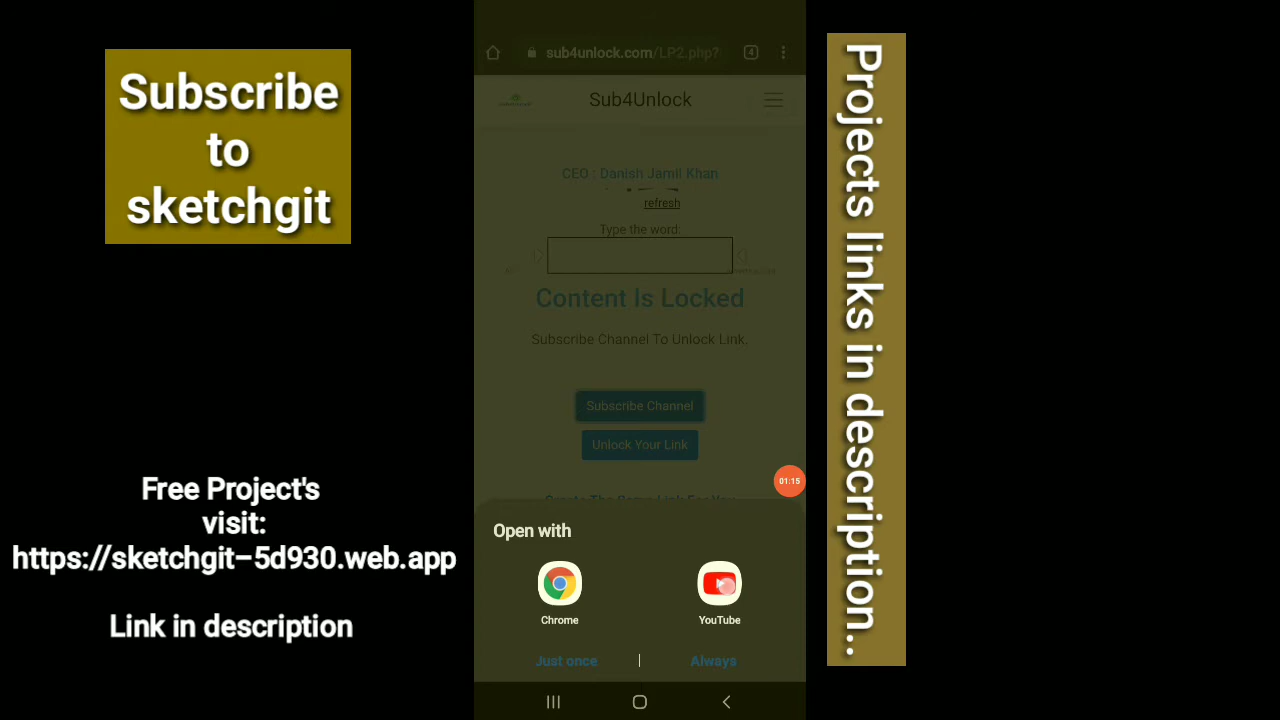 Subscribe
to
sketchgit
Free Project's
visit:
https://sketchgit-5d930.web.app
Link in description
sub4unlock.com/LP2.php?
4
Sub4Unlock
CEO : Danish Jamil Khan
refresh
Type the word:
Content Is Locked
Subscribe Channel To Unlock Link.
Subscribe Channel
Unlock Your Link
01:15
Open with
Chrome
YouTube
Just once
Always
Projects links in description..